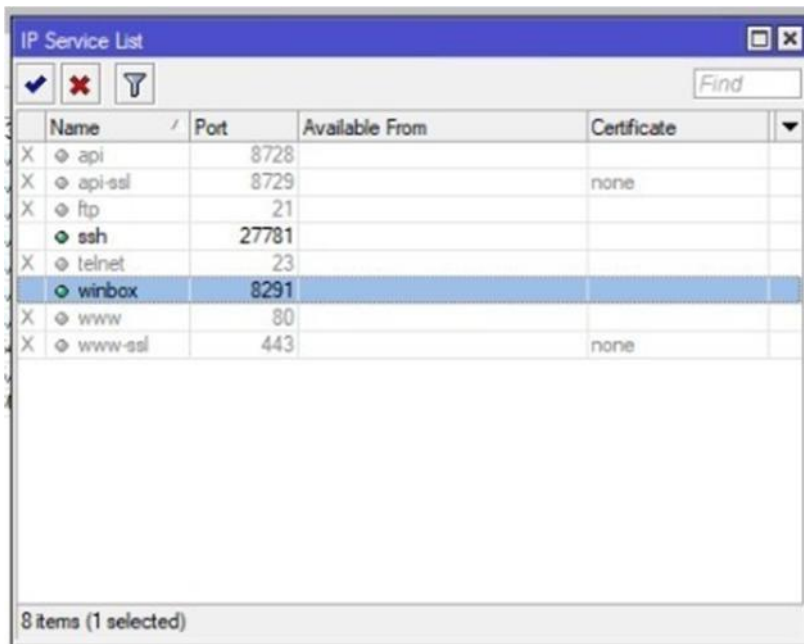 IP Service List
Find
Name Port Available From Certificate
X api 8728
X api-ssl 8729 none
X ftp 21
ssh 27781
X telnet 23
winbox 8291
X www 80
X www-ssl 443 none
8 items (1 selected)